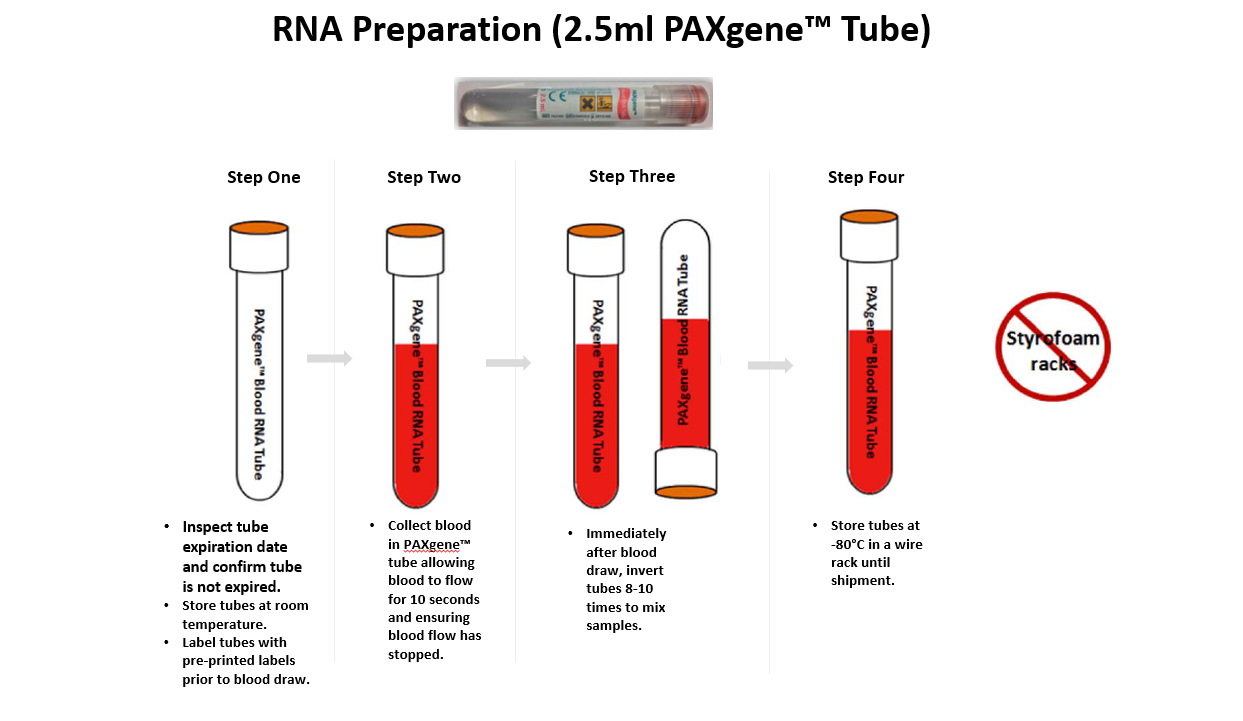 RNA Preparation (2.5ml PAXgene™ Tube)
Step One
PAXgene™ Blood RNA Tube
• Inspect tube
expiration date
and confirm tube
is not expired.
• Store tubes at room
temperature.
• Label tubes with
pre-printed labels
prior to blood draw.
Step Two
PAXgene™ Blood RNA Tube
• Collect blood
in PAXgene™
tube allowing
blood to flow
for 10 seconds
and ensuring
blood flow has
stopped.
Step Three
PAXgene™ Blood RNA Tube
PAXgene™ Blood RNA Tube
• Immediately
after blood
draw, invert
tubes 8-10
times to mix
samples.
Step Four
PAXgene™ Blood RNA Tube
• Store tubes at
-80°C in a wire
rack until
shipment.
Styrofoam
racks